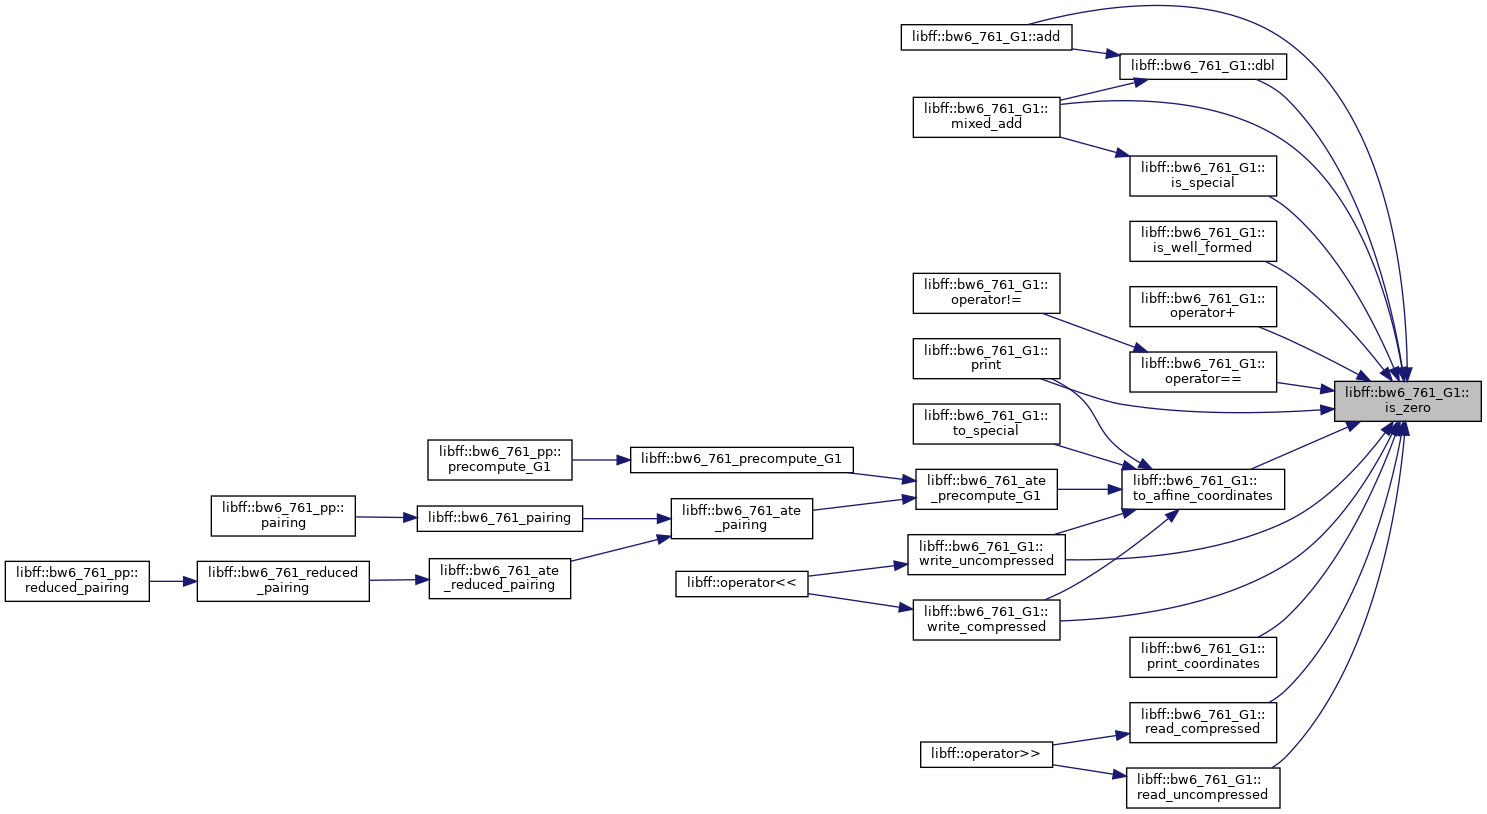 libff::bw6_761_G1::add
libff::bw6_761_G1::dbl
libff::bw6_761_G1::
mixed_add
libff::bw6_761_G1::
is_special
libff::bw6_761_G1::
is_well_formed
libff::bw6_761_G1::
operator!=
libff::bw6_761_G1::
operator+
libff::bw6_761_G1::
print
libff::bw6_761_G1::
operator==
libff::bw6_761_G1::
is_zero
libff::bw6_761_G1::
to_special
libff::bw6_761_pp::
precompute_G1
libff::bw6_761_precompute_G1
libff::bw6_761_ate
_precompute_G1
libff::bw6_761_G1::
to_affine_coordinates
libff::bw6_761_pp::
pairing
libff::bw6_761_pairing
libff::bw6_761_ate
_pairing
libff::bw6_761_G1::
write_uncompressed
libff::bw6_761_pp::
reduced_pairing
libff::bw6_761_reduced
_pairing
libff::bw6_761_ate
_reduced_pairing
libff::operator<<
libff::bw6_761_G1::
write_compressed
libff::bw6_761_G1::
print_coordinates
libff::bw6_761_G1::
read_compressed
libff::operator>>
libff::bw6_761_G1::
read_uncompressed